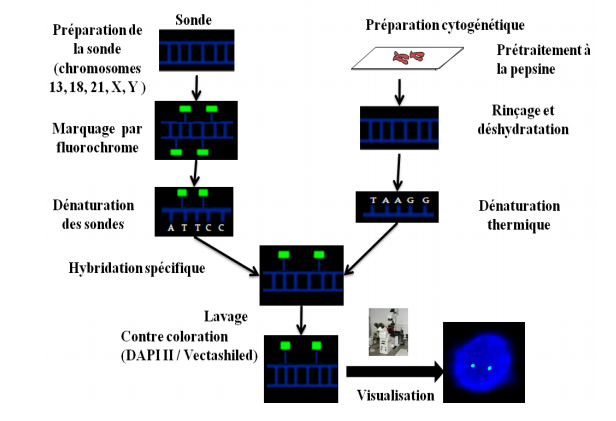 Sonde
Préparation de
la sonde
(chromosomes
13, 18, 21, X, Y )
Marquage par
fluorochrome
Dénaturation
des sondes
A T T C C
Préparation cytogénétique
Prétraitement à
la pepsine
Rinçage et
déshydratation
T A A G G
Dénaturation
thermique
Hybridation spécifique
Lavage
Contre coloration
(DAPI II / Vectashiled)
Visualisation